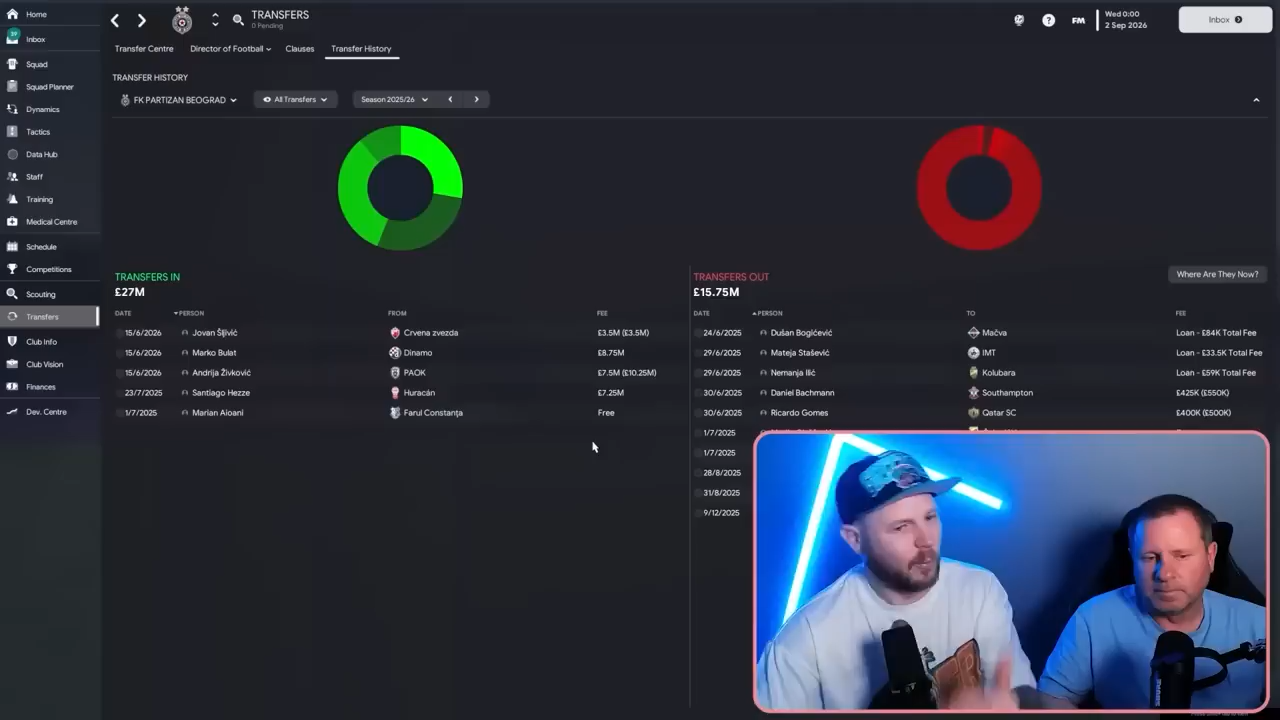 Home
TRANSFERS
0 Pending
FM
Wed 0:00
2 Sep 2026
Inbox
39
Inbox
Squad
Squad Planner
Dynamics
Tactics
Data Hub
Staff
Training
Medical Centre
Schedule
Competitions
Scouting
Transfers
Club Info
Club Vision
Finances
Dev. Centre
Transfer Centre Director of Football Clauses Transfer History
TRANSFER HISTORY
FK PARTIZAN BEOGRAD All Transfers Season 2025/26
TRANSFERS IN
£27M
DATE PERSON FROM FEE
15/6/2026 Jovan Šljivić Crvena zvezda £3.5M (£3.5M)
15/6/2026 Marko Bulat Dinamo £8.75M
15/6/2026 Andrija Živković PAOK £7.5M (£10.25M)
23/7/2025 Santiago Hezze Huracán £7.25M
1/7/2025 Marian Aioani Farul Constanța Free
TRANSFERS OUT
£15.75M
Where Are They Now?
DATE PERSON TO FEE
24/6/2025 Dušan Bogićević Mačva Loan - £84K Total Fee
29/6/2025 Mateja Stašević IMT Loan - £33.5K Total Fee
29/6/2025 Nemanja Ilić Kolubara Loan - £59K Total Fee
30/6/2025 Daniel Bachmann Southampton £425K (£550K)
30/6/2025 Ricardo Gomes Qatar SC £400K (£500K)
1/7/2025
1/7/2025
28/8/2025
31/8/2025
9/12/2025